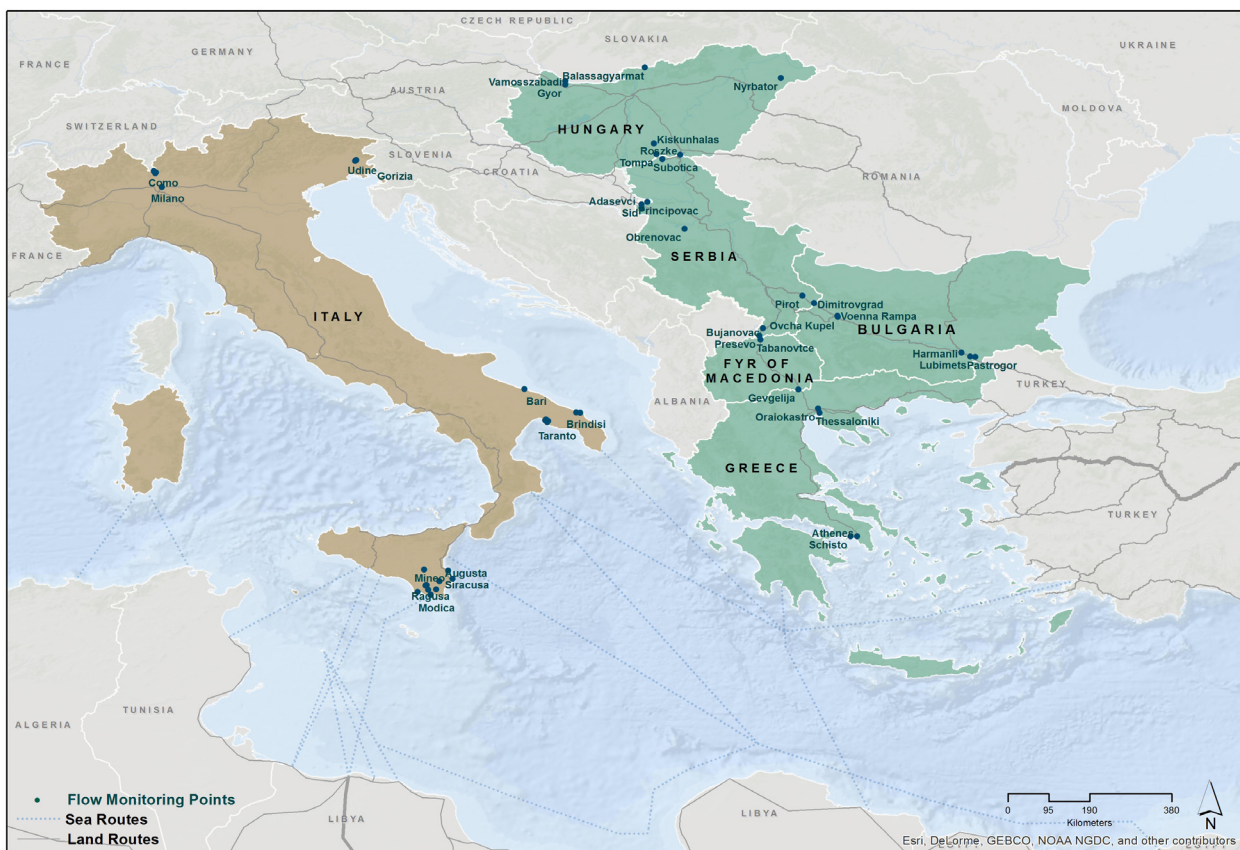 CZECH REPUBLIC
SLOVAKIA
UKRAINE
GERMANY
FRANCE
Balassagyarmat
Vamosszabadi
Gyor
Nyrbator
AUSTRIA
MOLDOVA
SWITZERLAND
HUNGARY
Kiskunhalas
Roszke
SLOVENIA
Tompa
Subotica
Udine
Gorizia
CROATIA
ROMANIA
Como
Milano
Adasevci
Sid
Principovac
Obrenovac
FRANCE
SERBIA
Pirot
Dimitrovgrad
ITALY
Voenna Rampa
Ovcha Kupel
BULGARIA
Bujanovac
Presevo
Tabanovtce
Harmanli
Lubimets
Pastrogor
FYR OF
MACEDONIA
TURKEY
Bari
Gevgelija
ALBANIA
Oraiokastro
Thessaloniki
Brindisi
Taranto
GREECE
TURKEY
Athenes
Schisto
Mineo
Augusta
Siracusa
Ragusa
Modica
TUNISIA
ALGERIA
LIBYA
LIBYA
Flow Monitoring Points
Sea Routes
Land Routes
0 95 190 380
Kilometers
N
Esri, DeLorme, GEBCO, NOAA NGDC, and other contributors